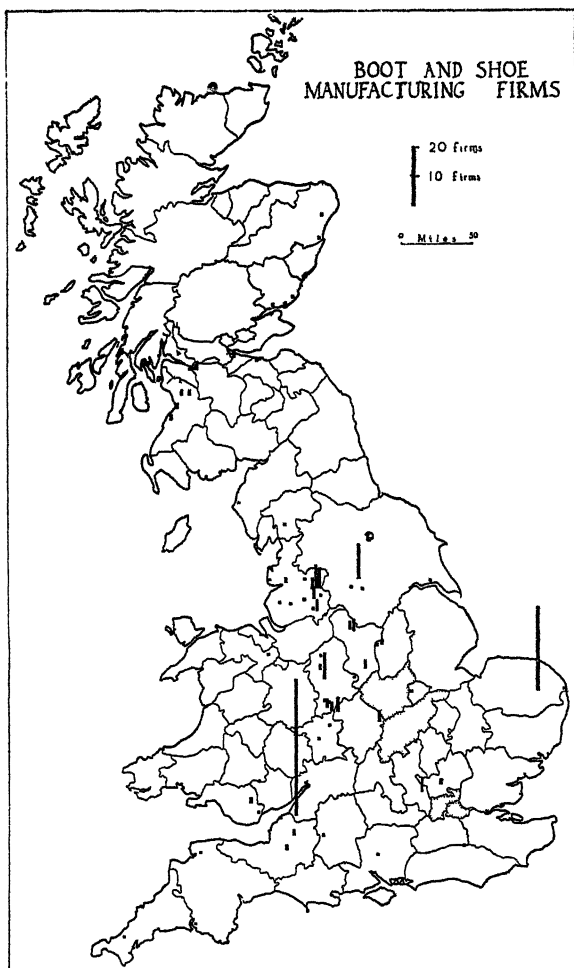 BOOT AND SHOE
MANUFACTURING FIRMS
20 firms
10 firms
0 Miles 50